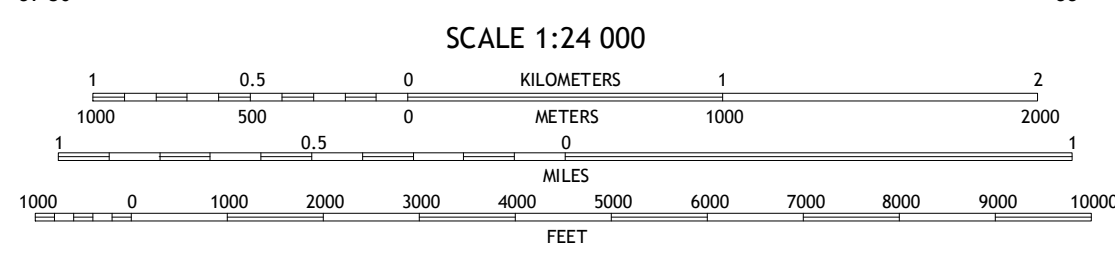 SCALE 1:24 000
1 0.5 0 KILOMETERS 1 2
1000 500 0 METERS 1000 2000
1 0.5 0 1
MILES
1000 0 1000 2000 3000 4000 5000 6000 7000 8000 9000 10000
FEET